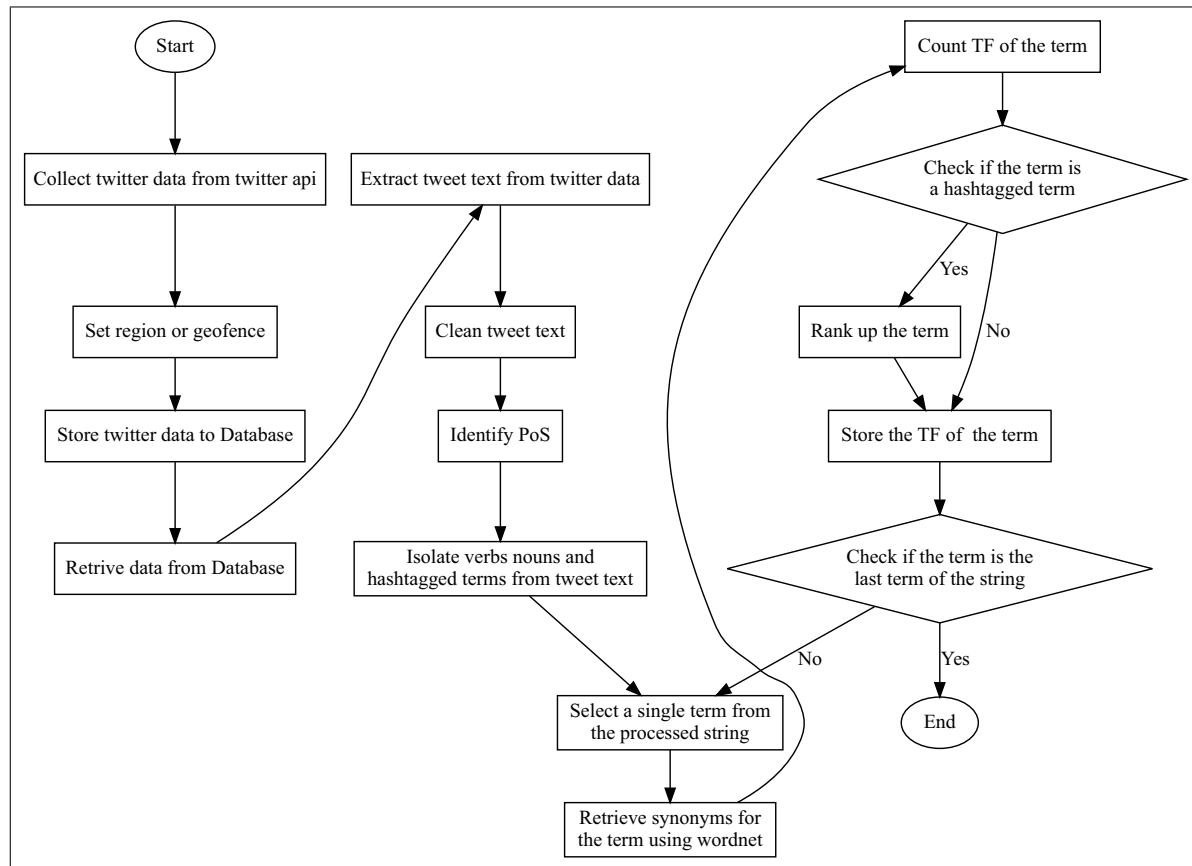 Start
Collect twitter data from twitter api
Set region or geofence
Store twitter data to Database
Retrive data from Database
Extract tweet text from twitter data
Clean tweet text
Identify PoS
Isolate verbs nouns and
hashtagged terms from tweet text
Select a single term from
the processed string
Retrieve synonyms for
the term using wordnet
Count TF of the term
Check if the term is
a hashtagged term
Yes
No
Rank up the term
Store the TF of the term
Check if the term is the
last term of the string
No
Yes
End